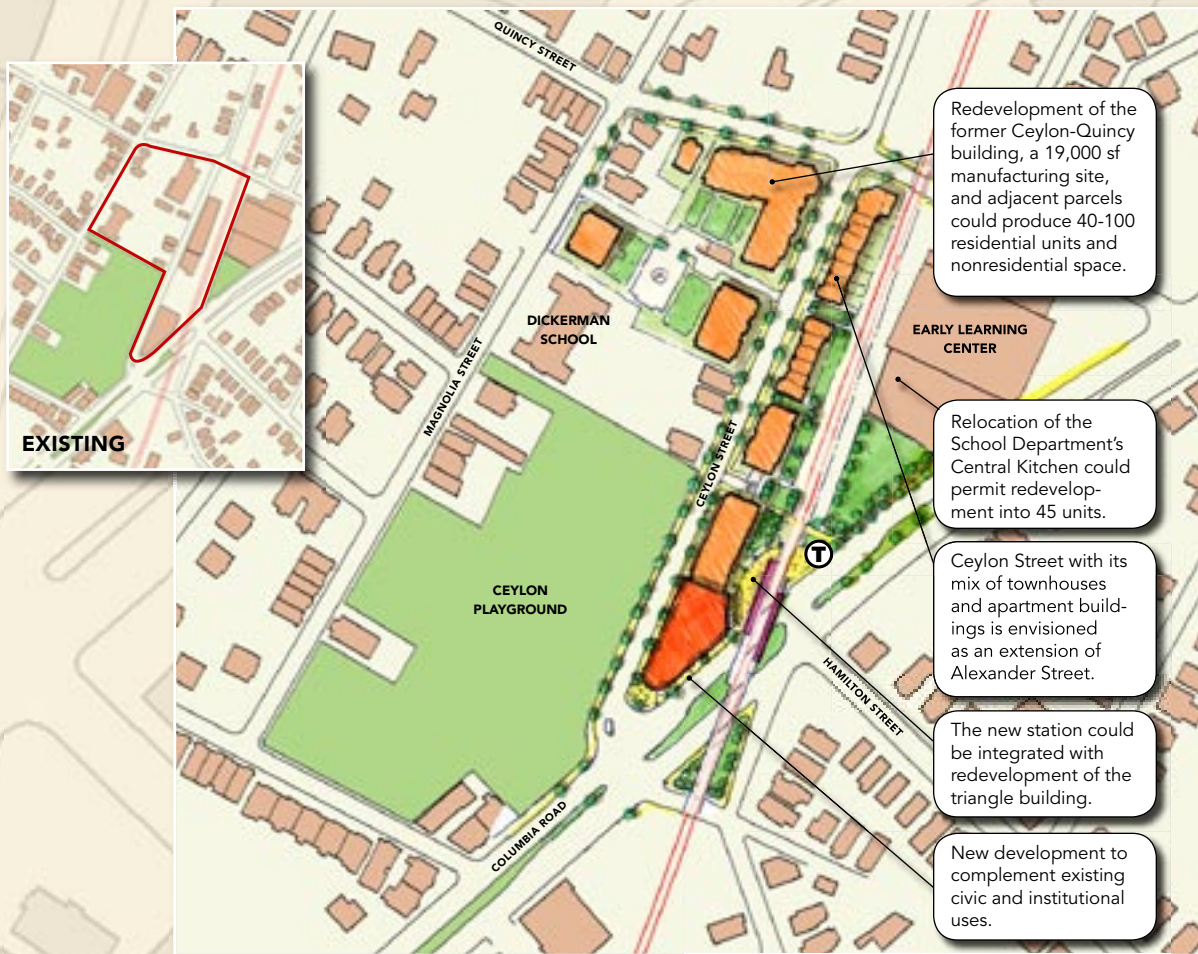 QUINCY STREET
EXISTING
Redevelopment of the
former Ceylon-Quincy
building, a 19,000 sf
manufacturing site,
and adjacent parcels
could produce 40-100
residential units and
nonresidential space.
DICKERMAN
SCHOOL
EARLY LEARNING
CENTER
MAGNOLIA STREET
CEYLON STREET
Relocation of the
School Department’s
Central Kitchen could
permit redevelop-
ment into 45 units.
T
CEYLON
PLAYGROUND
Ceylon Street with its
mix of townhouses
and apartment build-
ings is envisioned
as an extension of
Alexander Street.
HAMILTON STREET
The new station could
be integrated with
redevelopment of the
triangle building.
COLUMBIA ROAD
New development to
complement existing
civic and institutional
uses.